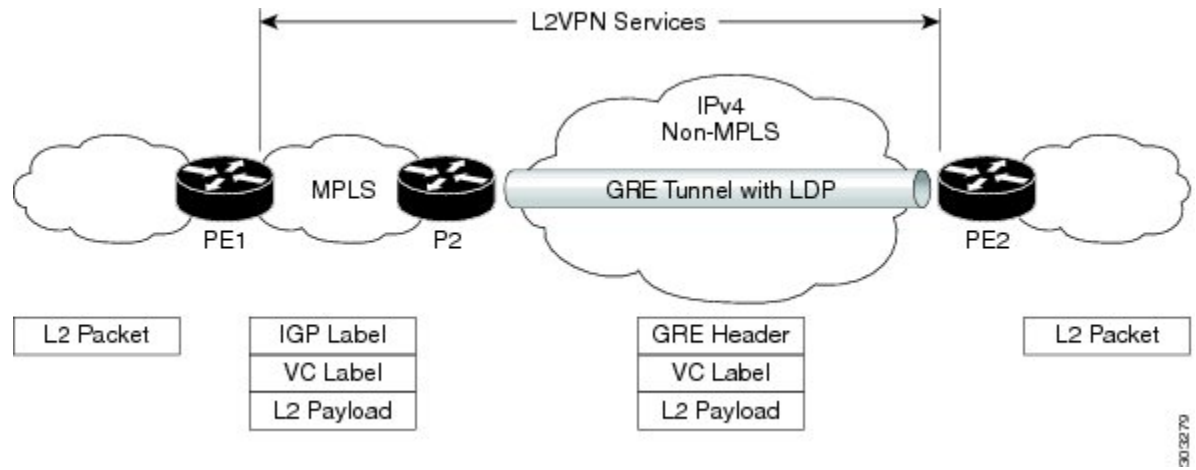 L2VPN Services
IPv4
Non-MPLS
MPLS
GRE Tunnel with LDP
PE1
P2
PE2
L2 Packet
IGP Label
VC Label
L2 Payload
GRE Header
VC Label
L2 Payload
L2 Packet
303279